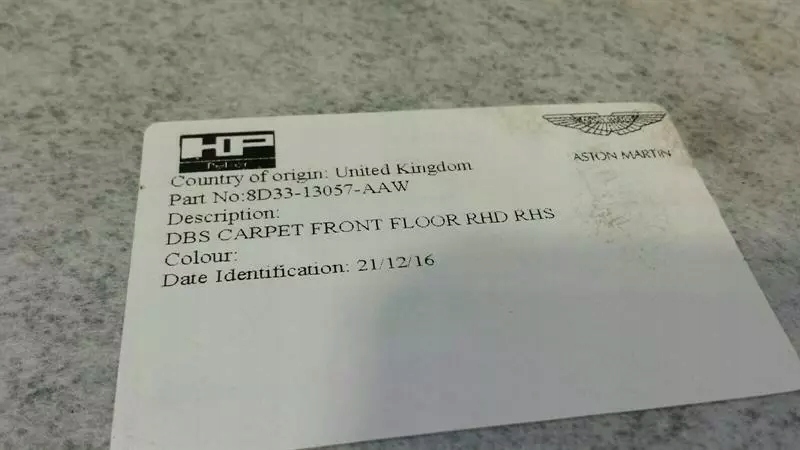 HP
ASTON MARTIN
Country of origin: United Kingdom
Part No:8D33-13057-AAW
Description:
DBS CARPET FRONT FLOOR RHD RHS
Colour:
Date Identification: 21/12/16